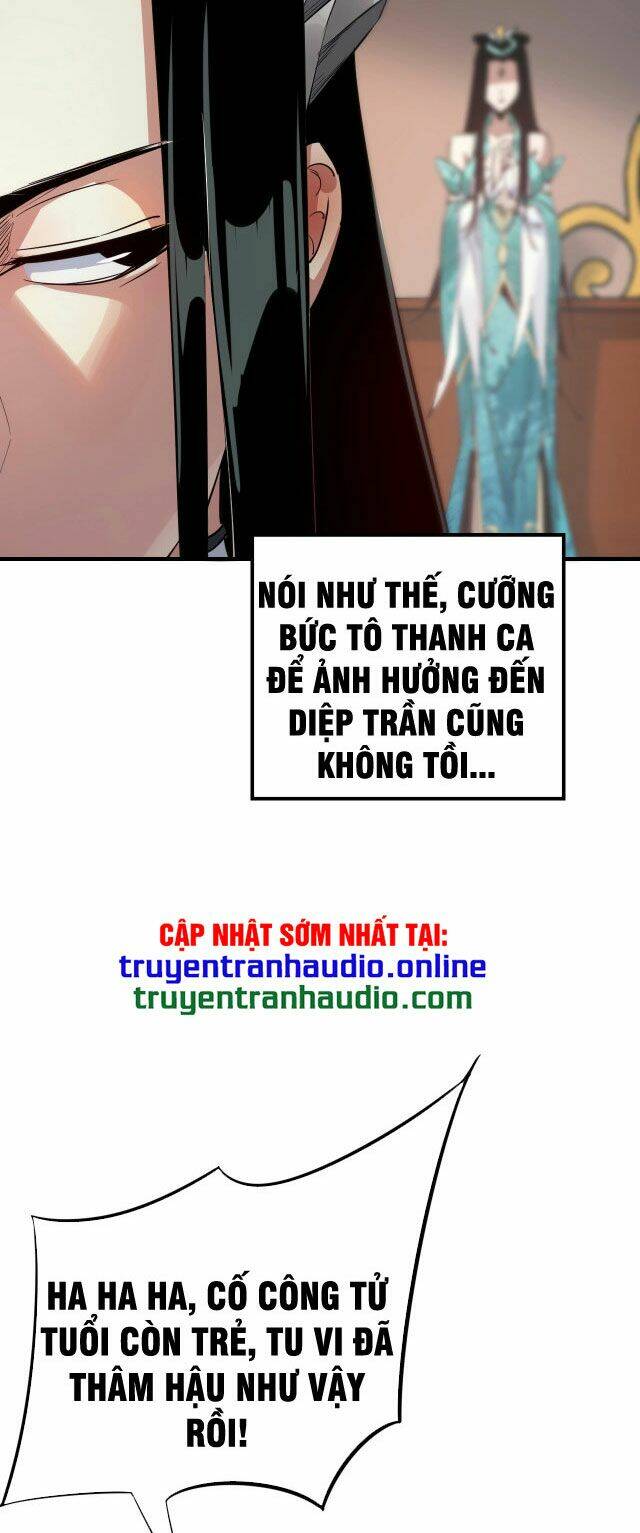 NÓI NHƯ THẾ, CƯỠNG
BỨC TÔ THANH CA
ĐỂ ẢNH HƯỞNG ĐẾN
DIỆP TRẦN CŨNG
KHÔNG TỒI...
CẬP NHẬT SỚM NHẤT TẠI:
truyentranhaudio.online
truyentranhaudio.com
HA HA HA, CỐ CÔNG TỬ
TUỔI CÒN TRẺ, TU VI ĐÃ
THÂM HẬU NHƯ VẬY
RỒI!